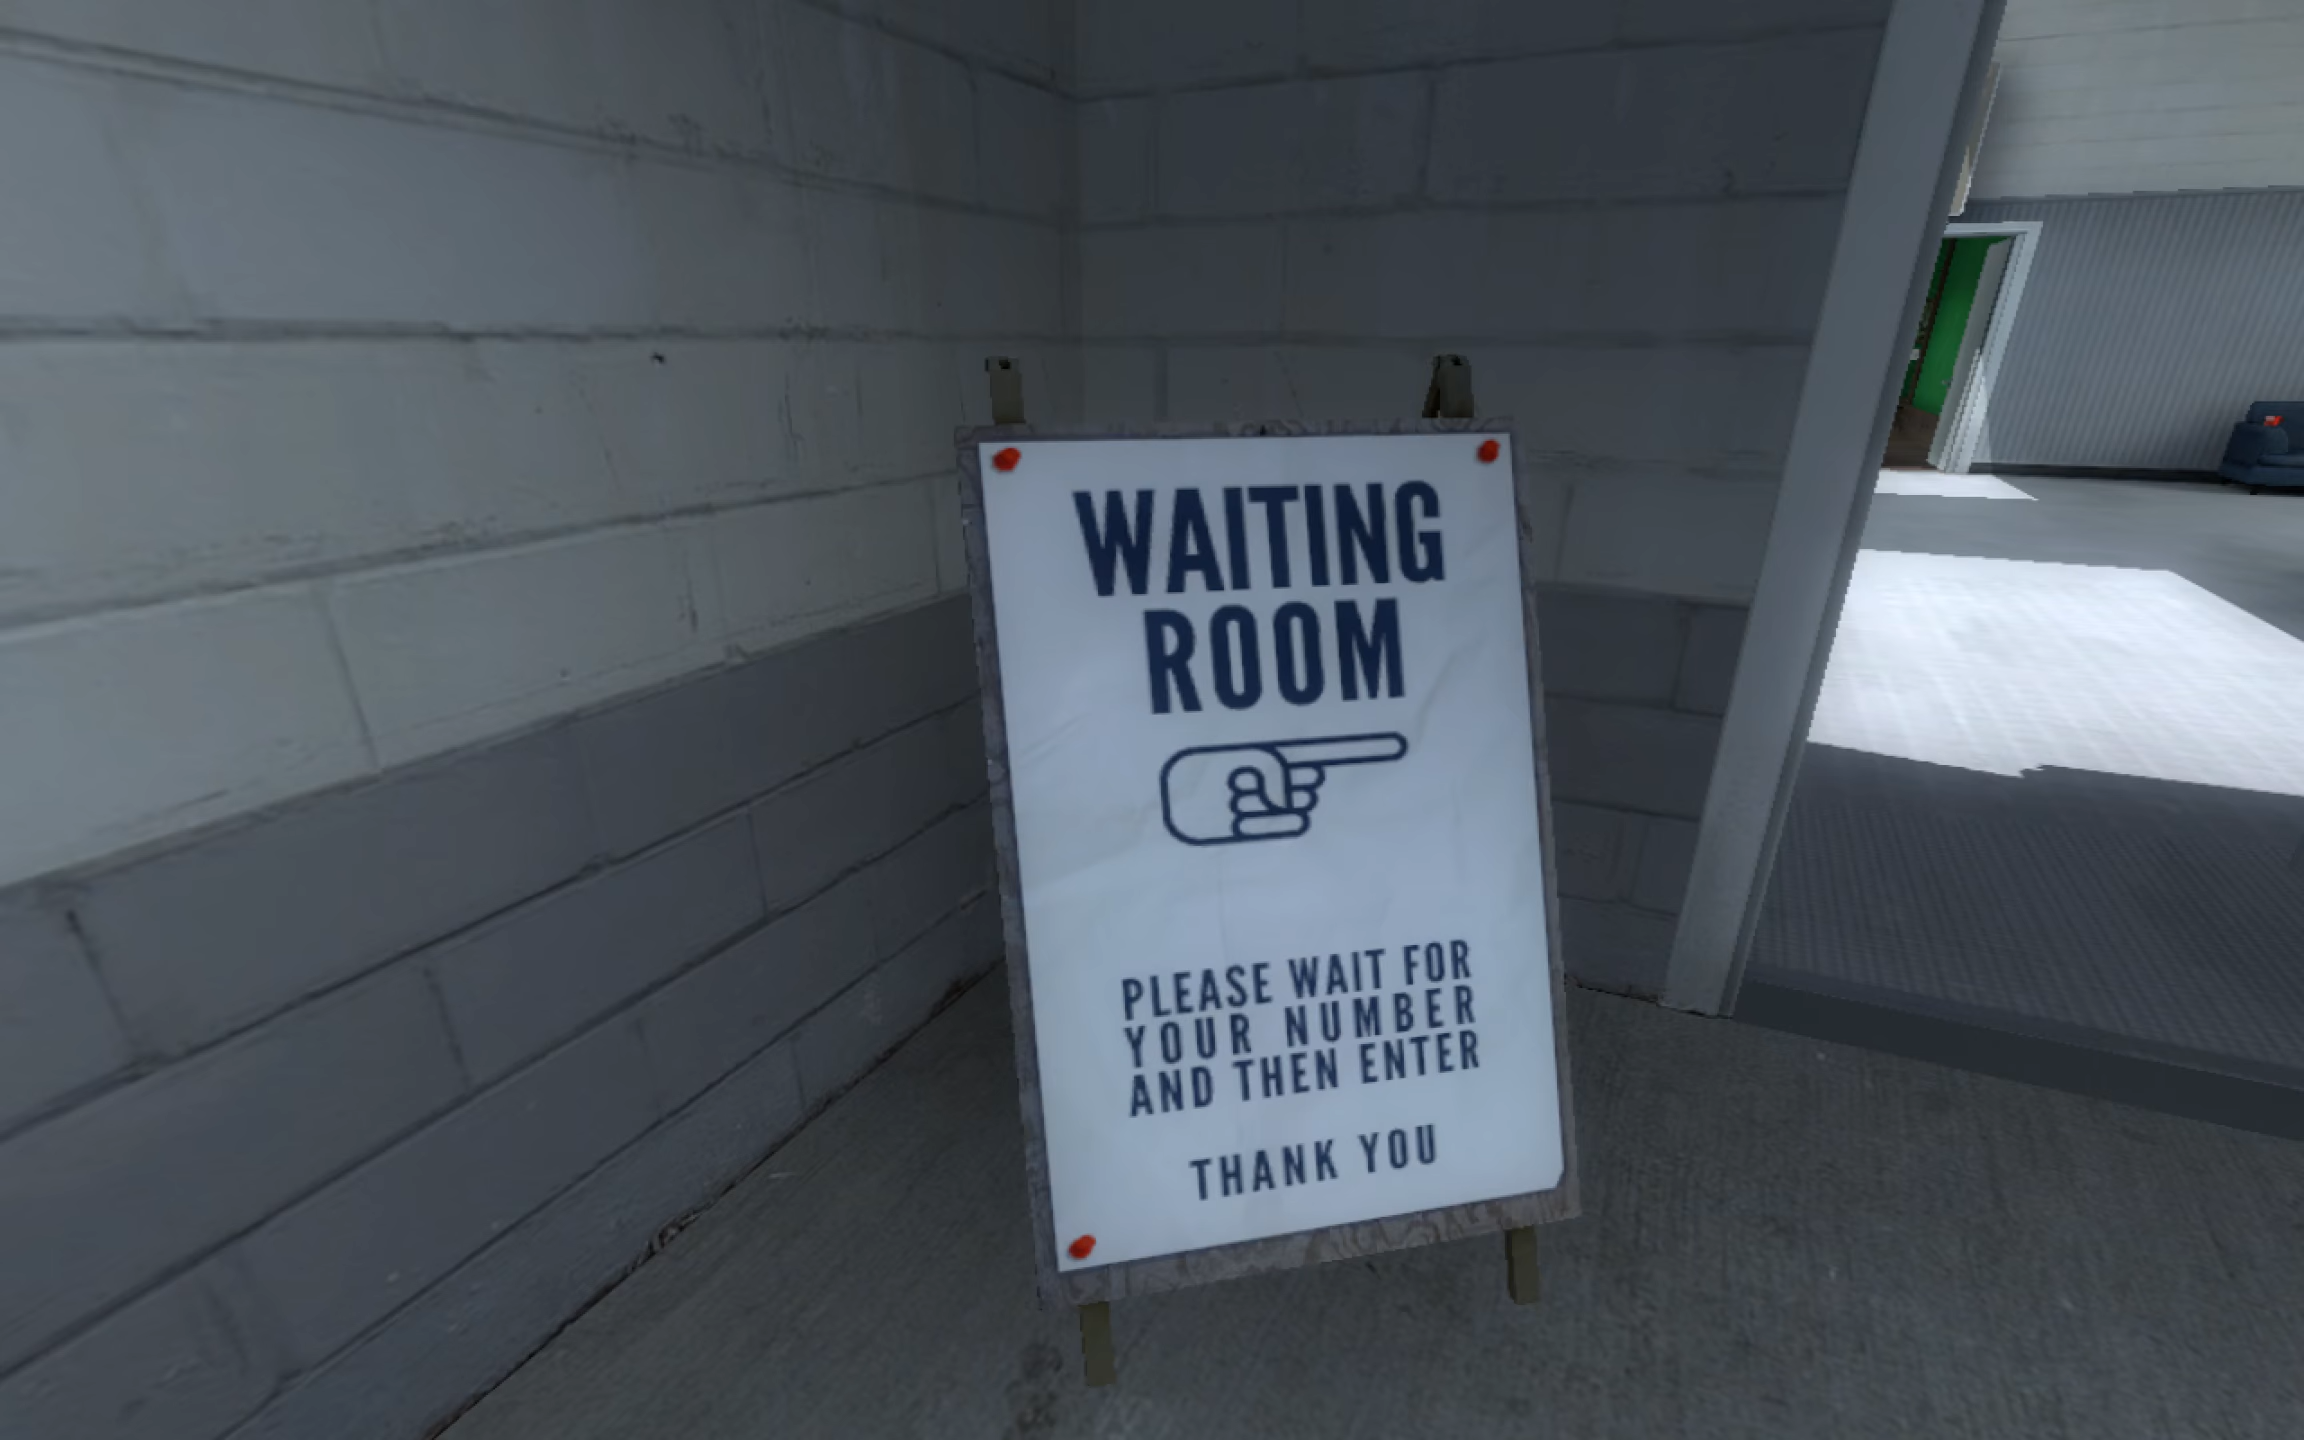 WAITING
ROOM
PLEASE WAIT FOR
YOUR NUMBER
AND THEN ENTER
THANK YOU